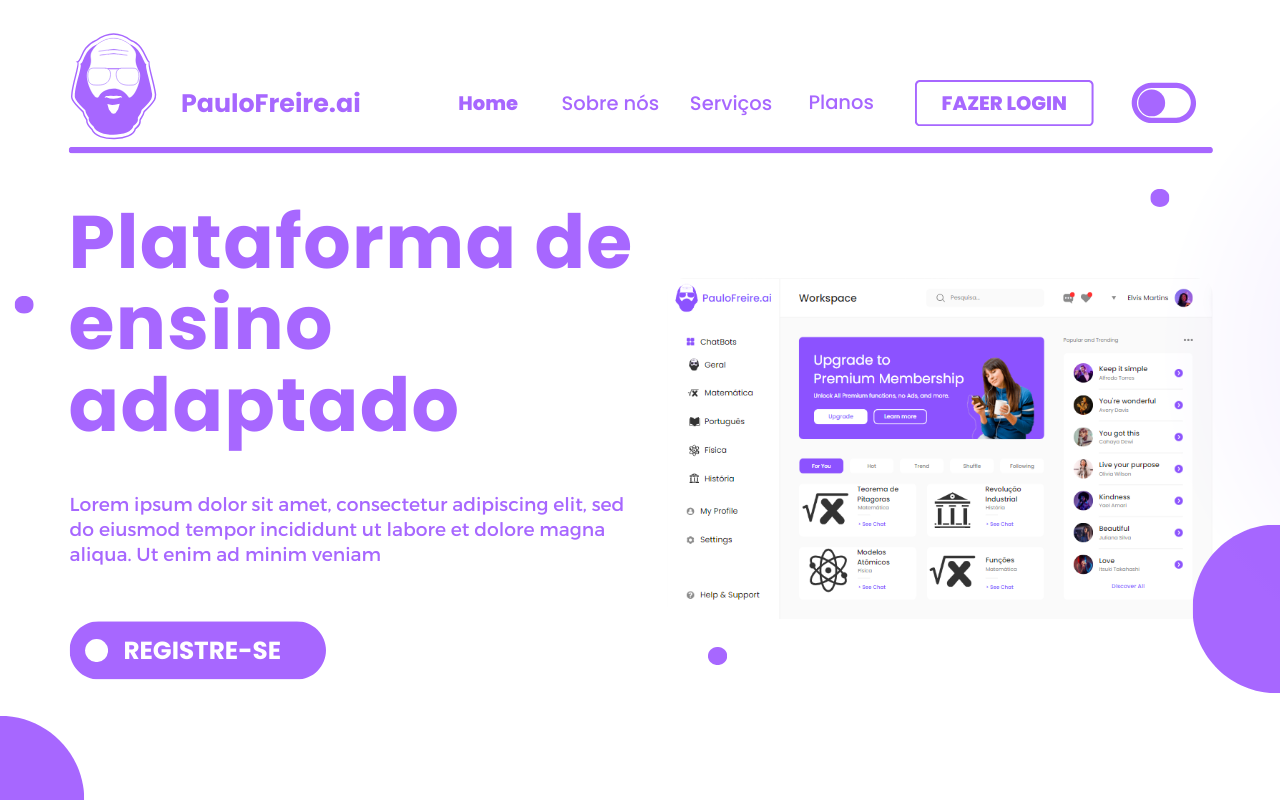 PauloFreire.ai
Home
Sobre nós
Serviços
Planos
FAZER LOGIN
Plataforma de
ensino
adaptado
Lorem ipsum dolor sit amet, consectetur adipiscing elit, sed
do eiusmod tempor incididunt ut labore et dolore magna
aliqua. Ut enim ad minim veniam
REGISTRE-SE
PauloFreire.ai
Workspace
Pesquisa...
Elvis Martins
ChatBots
Geral
Matemática
Português
Fisica
História
My Profile
Settings
Help & Support
Upgrade to
Premium Membership
Unlock All Premium functions, no Ads, and more.
Upgrade
Learn more
For You
Hot
Trend
Shuffle
Following
Teorema de
Pitagoras
Matemática
+ See Chat
Revolução
Industrial
História
+ See Chat
Modelos
Atômicos
Fisica
+ See Chat
Funções
Matemática
+ See Chat
Popular and Trending
Keep it simple
Alfredo Torres
You're wonderful
Avery Davis
You got this
Cahaya Dewi
Live your purpose
Olivia Wilson
Kindness
Yael Amari
Beautiful
Juliana Silva
Love
Itsuki Takahashi
Discover All